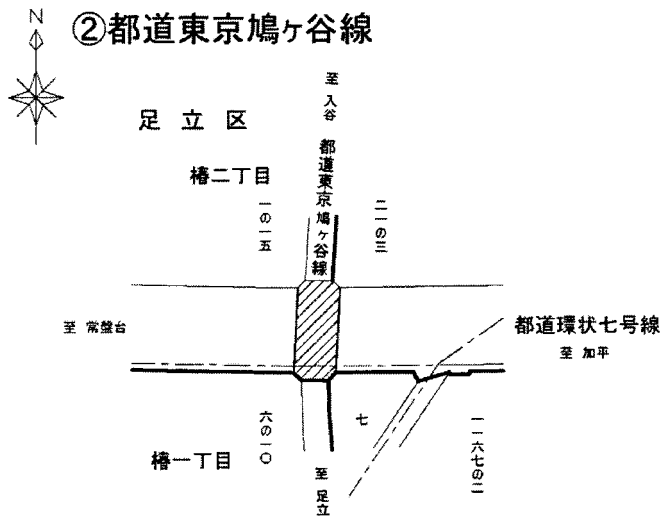 N
②都道東京鳩ヶ谷線
至 入谷
足立区
都道東京鳩ヶ谷線
椿二丁目
一の一五
二一の三
至 常盤台
都道環状七号線
至 加平
六の一〇
七
一一六七の二
椿一丁目
至 足立